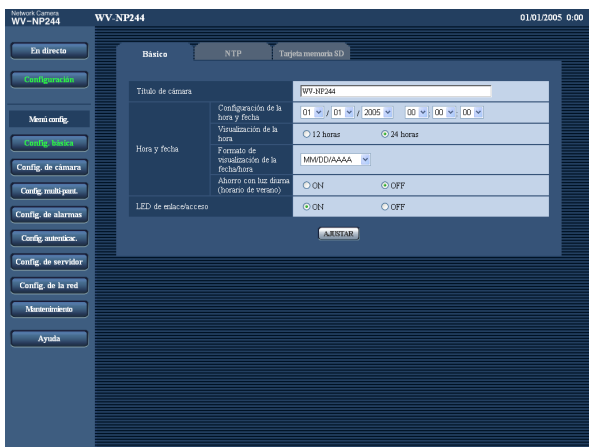 Network Camera
WV-NP244
WV-NP244
01/01/2005 0:00
En directo
Configuración
Menú config.
Config. básica
Config. de cámara
Config. multi-pant.
Config. de alarmas
Config. autenticac.
Config. de servidor
Config. de la red
Mantenimiento
Ayuda
Básico
NTP
Tarjeta memoria SD
Título de cámara
WV-NP244
Hora y fecha
Configuración de la
hora y fecha
01 / 01 / 2005 00 : 00 : 00
Visualización de la
hora
12 horas
24 horas
Formato de
visualización de la
fecha/hora
MM/DD/AAAA
Ahorro con luz diurna
(horario de verano)
ON
OFF
LED de enlace/acceso
ON
OFF
AJUSTAR